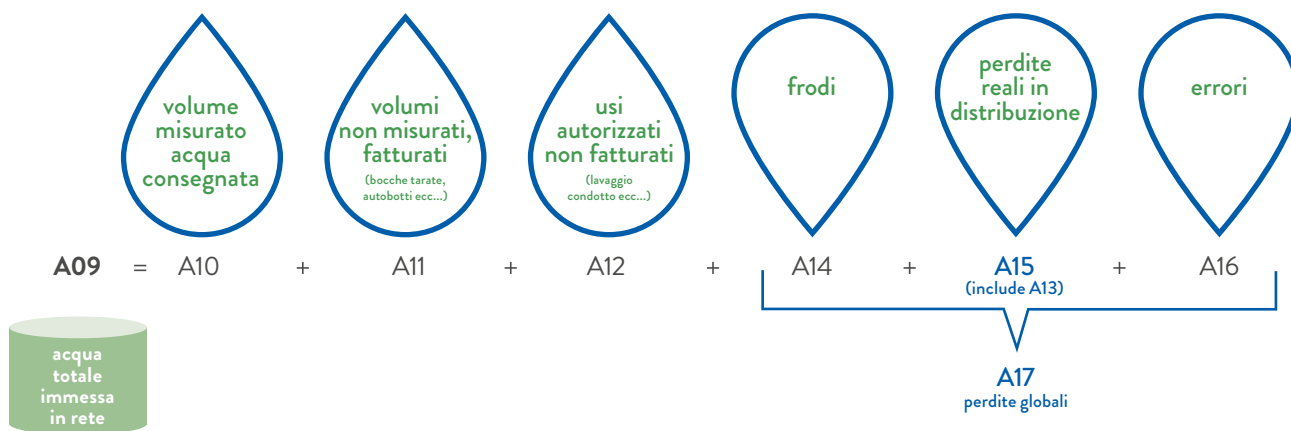 volume
misurato
acqua
consegnata
volumi
non misurati,
fatturati
(bocche tarate,
autobotti ecc...)
usi
autorizzati
non fatturati
(lavaggio
condotto ecc...)
frodi
perdite
reali in
distribuzione
errori
A09 = A10 + A11 + A12 + A14 + A15 + A16
(include A13)
acqua
totale
immessa
in rete
A17
perdite globali